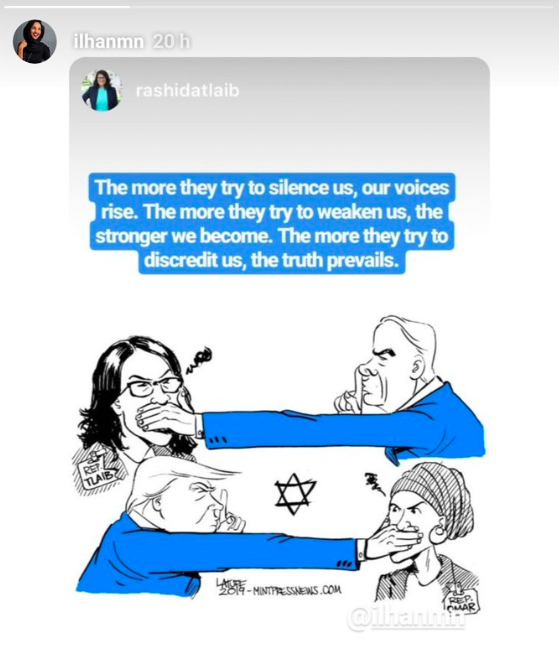 ilhanmn 20 h
rashidatlaib
The more they try to silence us, our voices
rise. The more they try to weaken us, the
stronger we become. The more they try to
discredit us, the truth prevails.
REP.
TLAIB
LATUFF
2019 - MINTPRESSNEWS.COM
REP.
OMAR
@ilhanmn